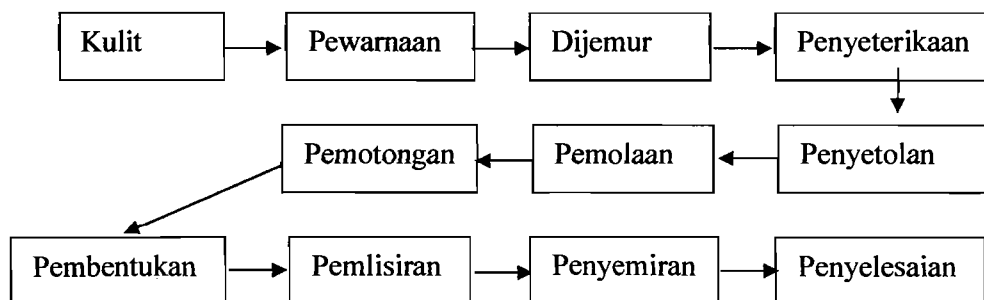 Kulit
Pewarnaan
Dijemur
Penyeterikaan
Penyetolan
Pemolaan
Pemotongan
Pembentukan
Pemlisiran
Penyemiran
Penyelesaian